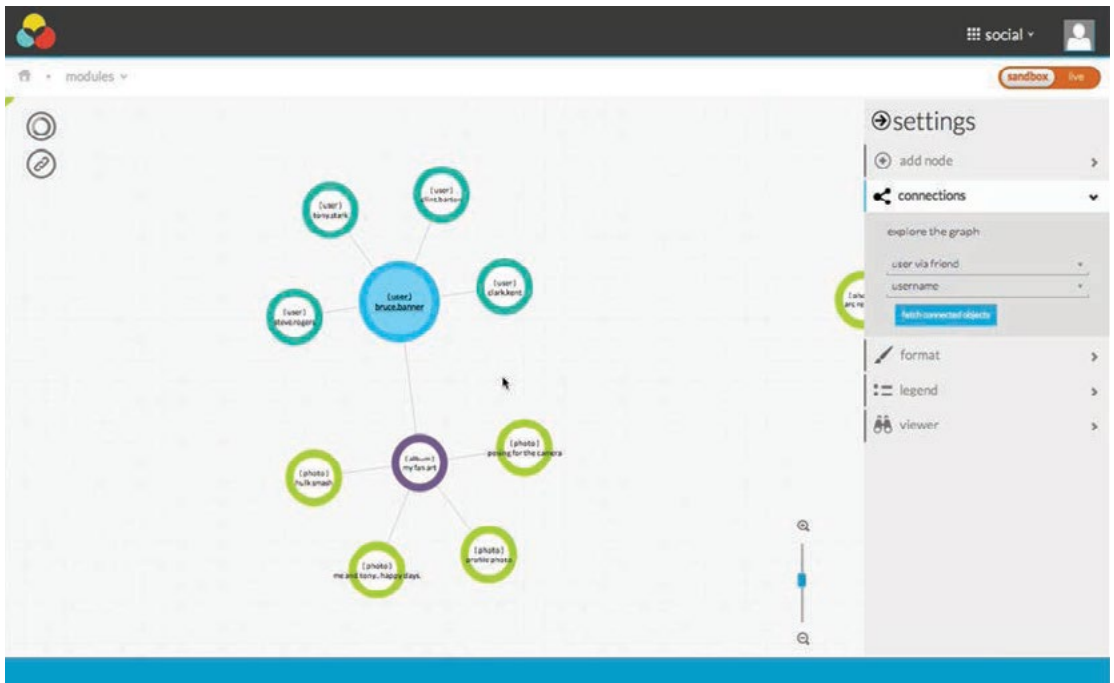 social
modules
sandbox live
settings
add node
connections
explore the graph
user via friend
username
fetch connected objects
format
legend
viewer
(user)
tony.stark
(user)
clint.barton
(user)
steve.rogers
(user)
bruce.banner
(user)
clark.kent
(album)
my fan art
(photo)
hulk smash
(photo)
posing for the camera
(photo)
me and tony.. happy days.
(photo)
profile photo